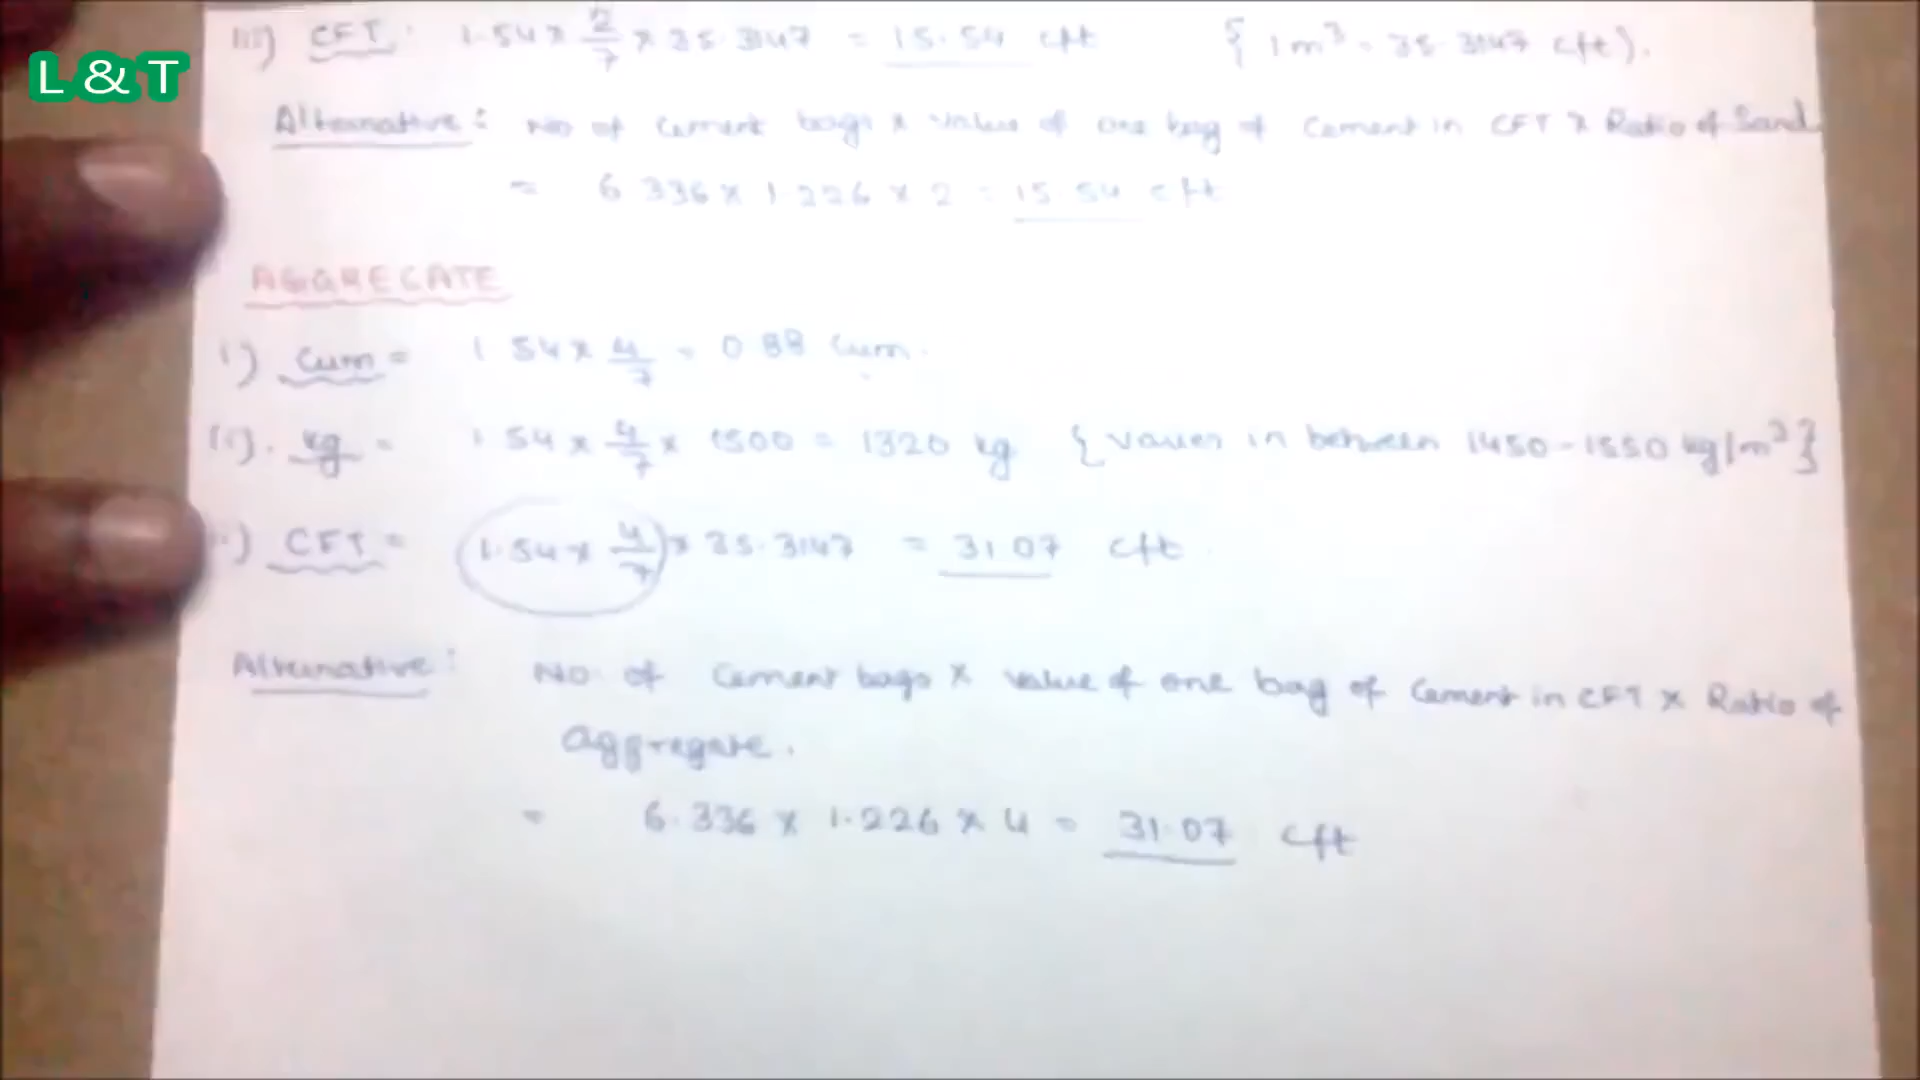 L & T
iii) CFT: 1.54 x 2/7 x 35.3147 = 15.54 cft { 1m³ = 35.3147 cft).
Alternative: No of Cement bags x value of one bag of Cement in CFT x Ratio of Sand
= 6.336 x 1.226 x 2 = 15.54 cft
AGGREGATE
i) Cum = 1.54 x 4/7 = 0.88 Cum.
ii). kg = 1.54 x 4/7 x 1500 = 1320 kg { varies in between 1450-1550 kg/m³}
) CFT = 1.54 x 4/7 x 35.3147 = 31.07 cft
Alternative: No. of Cement bags x value of one bag of Cement in CFT x Ratio of
aggregate.
= 6.336 x 1.226 x 4 = 31.07 cft